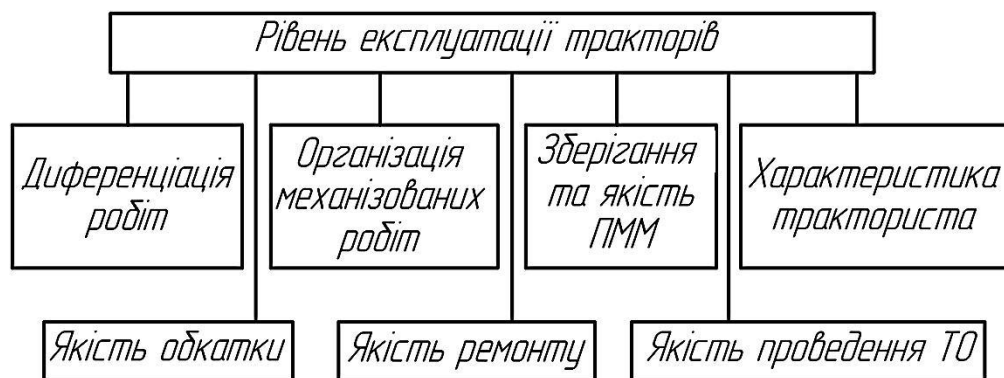 Рівень експлуатації тракторів
Диференціація
робіт
Організація
механізованих
робіт
Зберігання
та якість
ПММ
Характеристика
тракториста
Якість обкатки
Якість ремонту
Якість проведення ТО